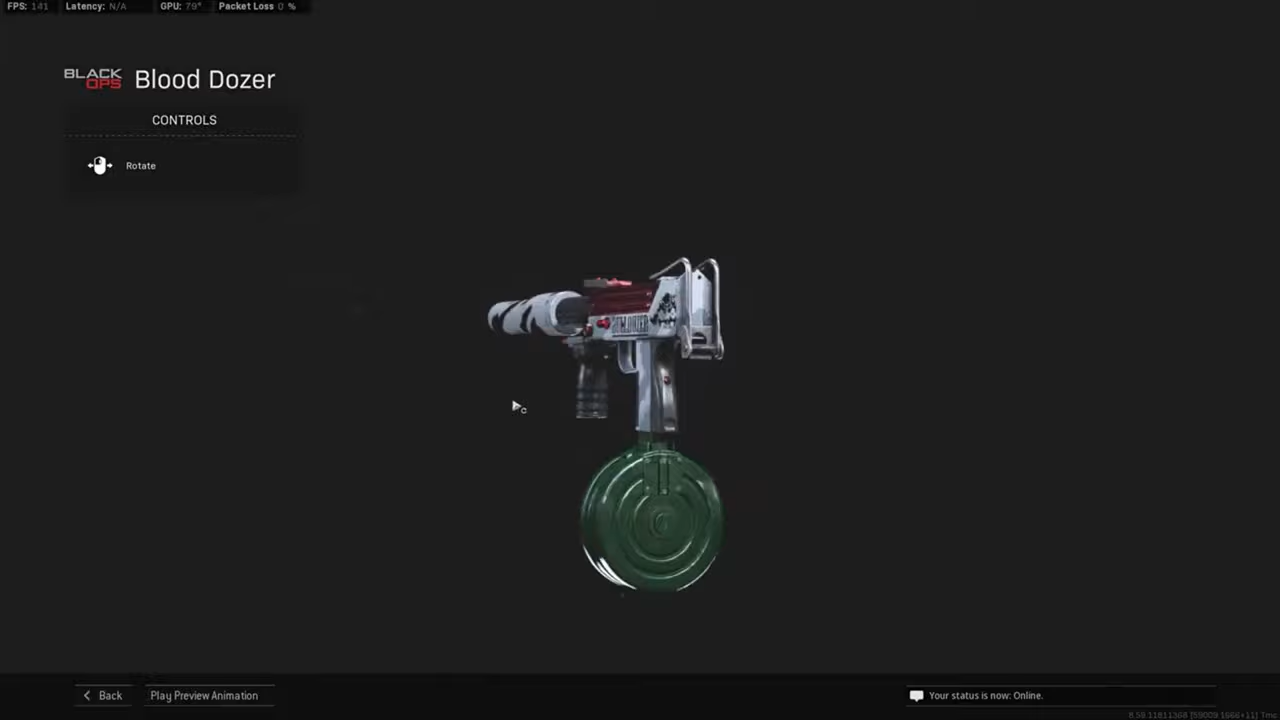 FPS: 141 Latency: N/A GPU: 79° Packet Loss 0 %
BLACK OPS Blood Dozer
CONTROLS
Rotate
Back Play Preview Animation
Your status is now: Online.